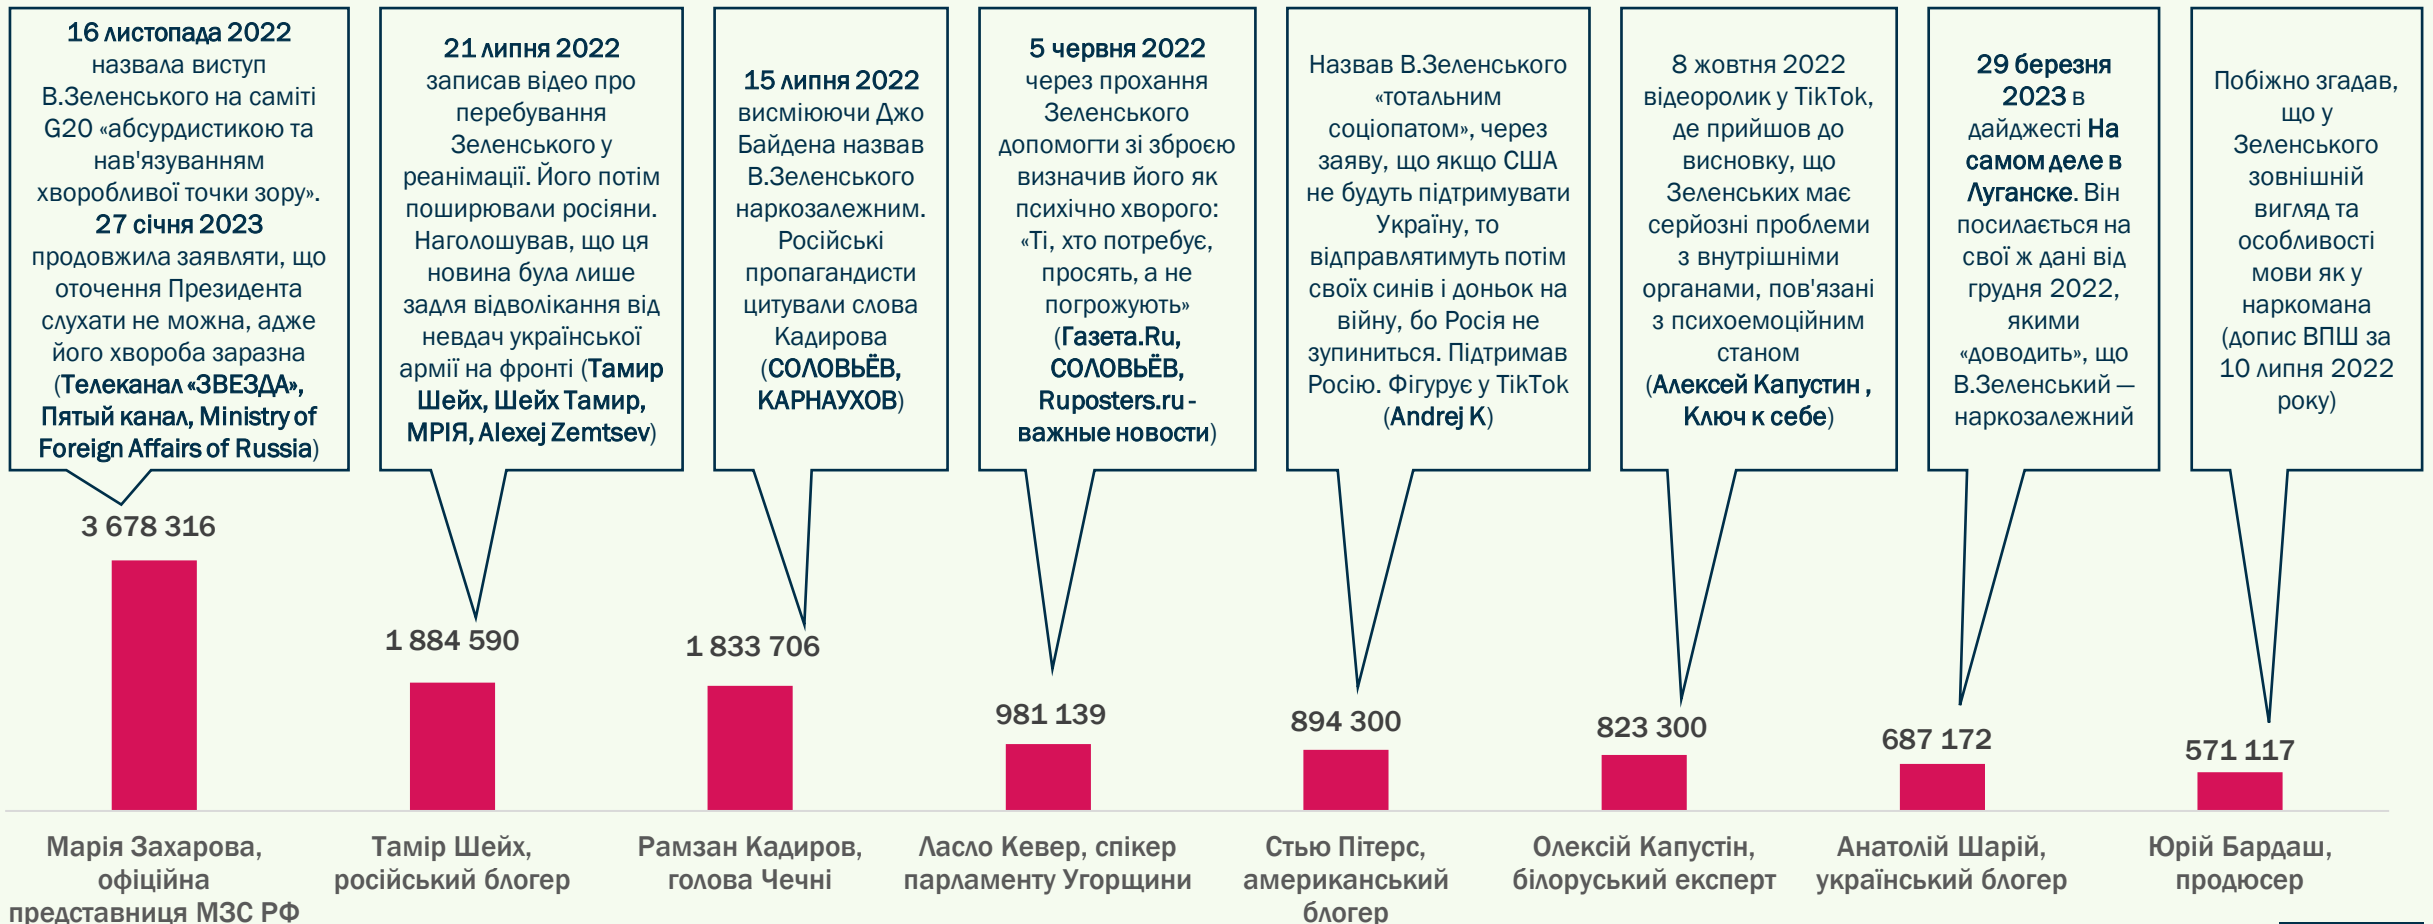 16 листопада 2022
назвала виступ
В.Зеленського на саміті
G20 «абсурдистикою та
нав'язуванням
хворобливої точки зору».
27 січня 2023
продовжила заявляти, що
оточення Президента
слухати не можна, адже
його хвороба заразна
(Телеканал «ЗВЕЗДА»,
Пятый канал, Ministry of
Foreign Affairs of Russia)
21 липня 2022
записав відео про
перебування
Зеленського у
реанімації. Його потім
поширювали росіяни.
Наголошував, що ця
новина була лише
задля відволікання від
невдач української
армії на фронті (Тамир
Шейх, Шейх Тамир,
МРІЯ, Alexej Zemtsev)
15 липня 2022
висміюючи Джо
Байдена назвав
В.Зеленського
наркозалежним.
Російські
пропагандисти
цитували слова
Кадирова
(СОЛОВЬЁВ,
КАРНАУХОВ)
5 червня 2022
через прохання
Зеленського
допомогти зі зброєю
визначив його як
психічно хворого:
«Ті, хто потребує,
просять, а не
погрожують»
(Газета.Ru,
СОЛОВЬЁВ,
Ruposters.ru -
важные новости)
Назвав В.Зеленського
«тотальним
соціопатом», через
заяву, що якщо США
не будуть підтримувати
Україну, то
відправлятимуть потім
своїх синів і доньок на
війну, бо Росія не
зупиниться. Підтримав
Росію. Фігурує у TikTok
(Andrej K)
8 жовтня 2022
відеоролик у TikTok,
де прийшов до
висновку, що
Зеленських має
серйозні проблеми
з внутрішніми
органами, пов'язані
з психоемоційним
станом
(Алексей Капустин ,
Ключ к себе)
29 березня
2023 в
дайджесті На
самом деле в
Луганске. Він
посилається на
свої ж дані від
грудня 2022,
якими
«доводить», що
В.Зеленський —
наркозалежний
Побіжно згадав,
що у
Зеленського
зовнішній
вигляд та
особливості
мови як у
наркомана
(допис ВПШ за
10 липня 2022
року)
3 678 316
1 884 590
1 833 706
981 139
894 300
823 300
687 172
571 117
Марія Захарова,
офіційна
представниця МЗС РФ
Тамір Шейх,
російський блогер
Рамзан Кадиров,
голова Чечні
Ласло Кевер, спікер
парламенту Угорщини
Стью Пітерс,
американський
блогер
Олексій Капустін,
білоруський експерт
Анатолій Шарій,
український блогер
Юрій Бардаш,
продюсер